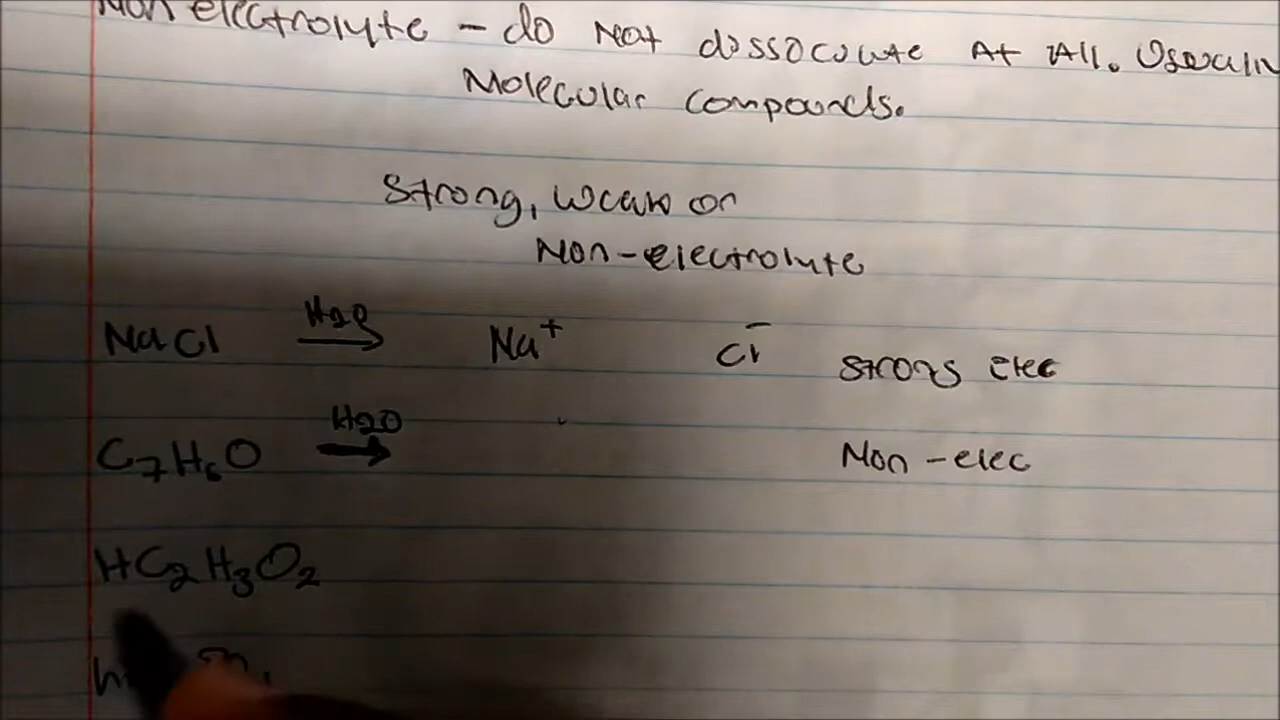 Non electrolyte - do Not dissociate At All. Usually
Molecular compounds.
Strong, weak or
Non-electrolyte
NaCl H2O → Na+ Cl- strong elec
C7H6O H2O → Non-elec
HC2H3O2